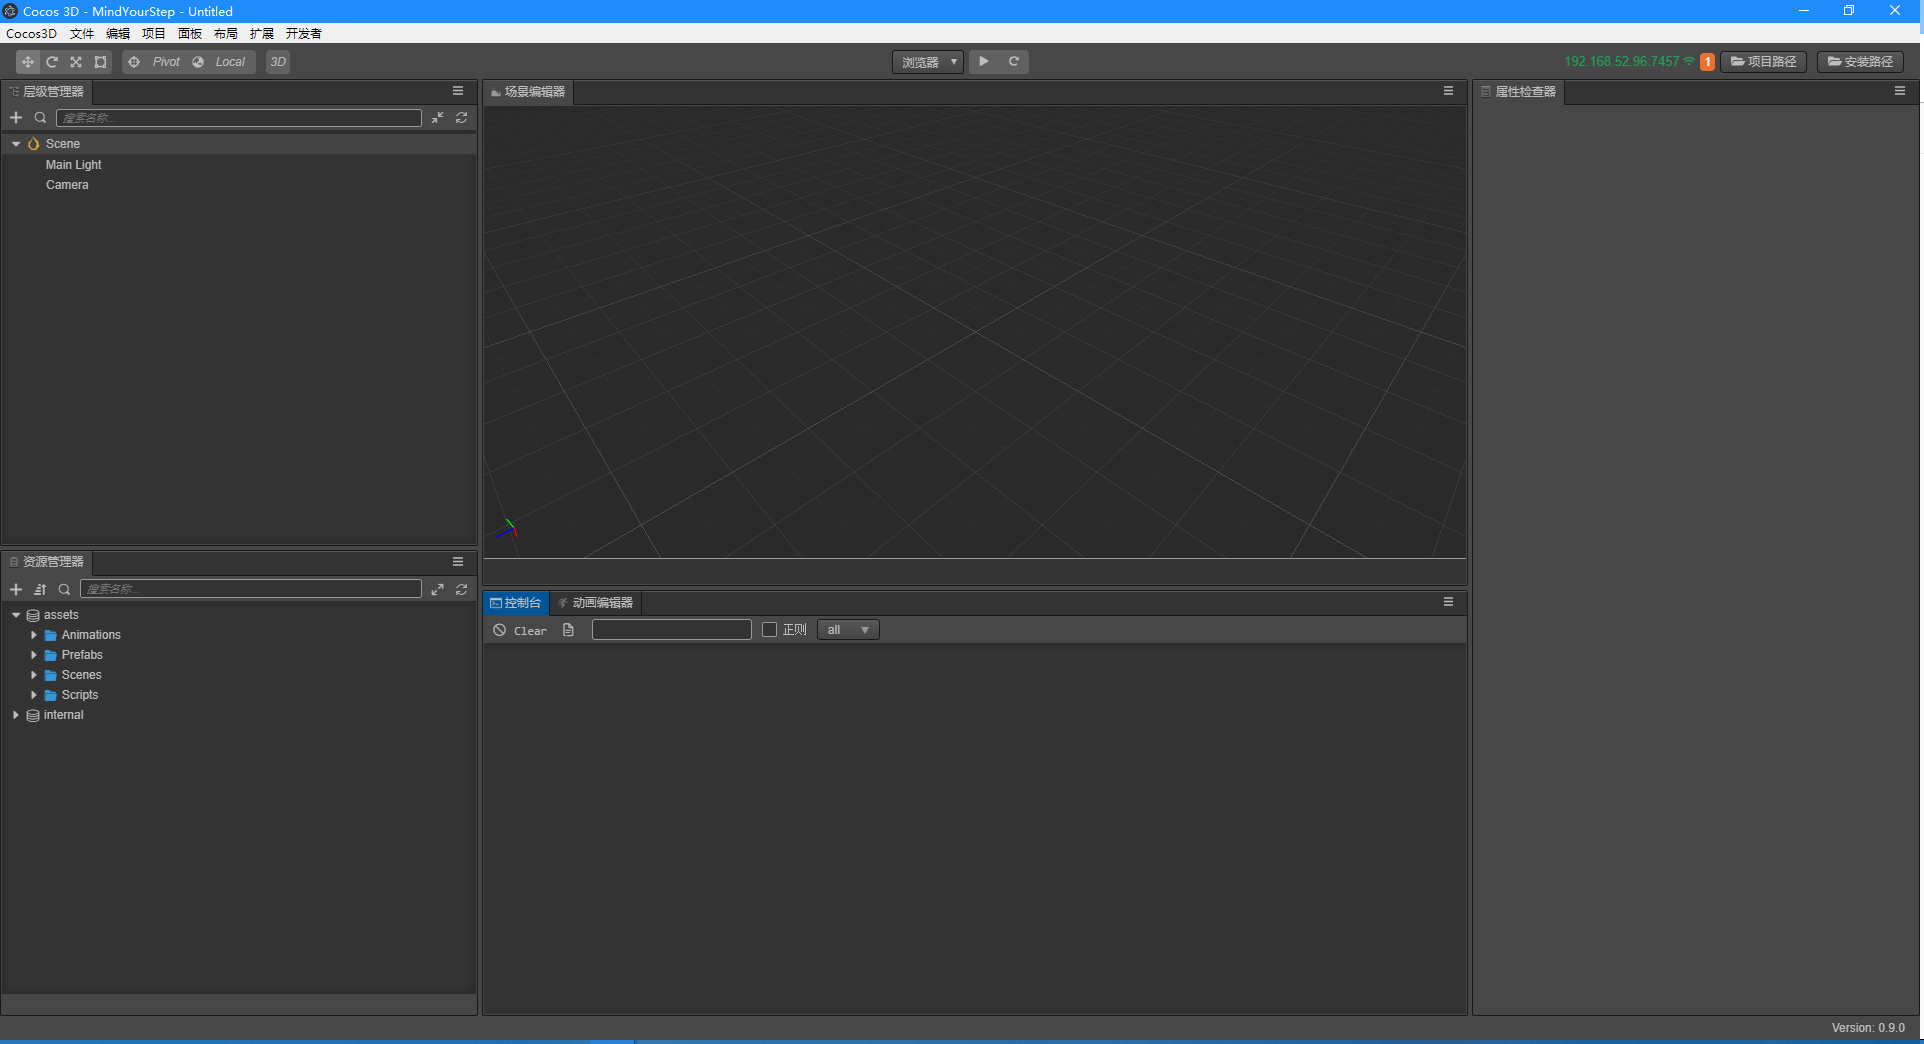 Cocos 3D - MindYourStep - Untitled
Cocos3D 文件 编辑 项目 面板 布局 扩展 开发者
Pivot Local 3D 浏览器 192.168.52.96:7457 1 项目路径 安装路径
层级管理器
搜索名称...
Scene
Main Light
Camera
资源管理器
搜索名称...
assets
Animations
Prefabs
Scenes
Scripts
internal
场景编辑器
控制台 动画编辑器
Clear 正则 all
属性检查器
Version: 0.9.0